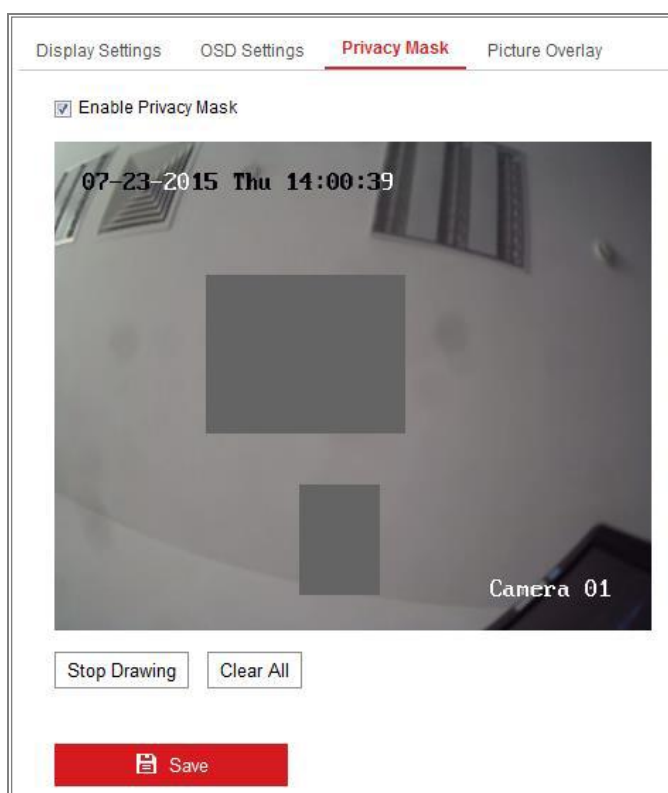 Display Settings OSD Settings Privacy Mask Picture Overlay
Enable Privacy Mask
07-23-2015 Thu 14:00:39
Camera 01
Stop Drawing Clear All
Save